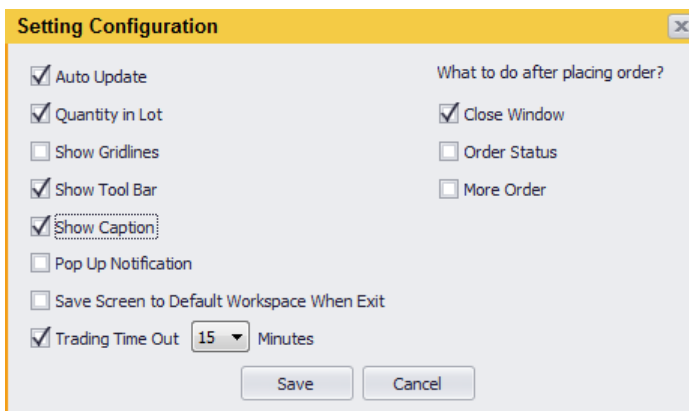 Setting Configuration
Auto Update
What to do after placing order?
Quantity in Lot
Close Window
Show Gridlines
Order Status
Show Tool Bar
More Order
Show Caption
Pop Up Notification
Save Screen to Default Workspace When Exit
Trading Time Out 15 Minutes
Save
Cancel